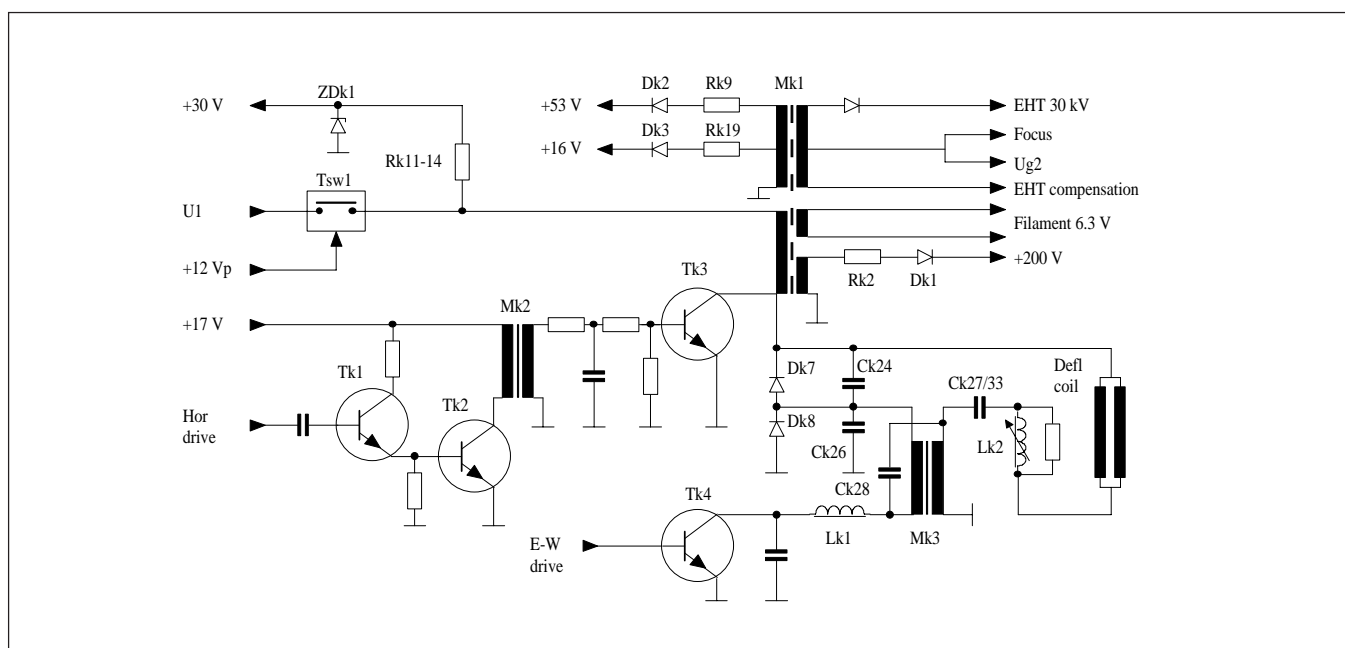 +30 V
ZDk1
Dk2
Rk9
Mk1
+53 V
EHT 30 kV
Dk3
Rk19
Focus
+16 V
Rk11-14
Ug2
Tsw1
EHT compensation
U1
Filament 6.3 V
+12 Vp
Tk3
+200 V
Rk2
Dk1
Mk2
+17 V
Tk1
Dk7
Ck24
Ck27/33
Defl
coil
Hor
drive
Tk2
Dk8
Ck26
Lk2
Ck28
Tk4
E-W
drive
Lk1
Mk3